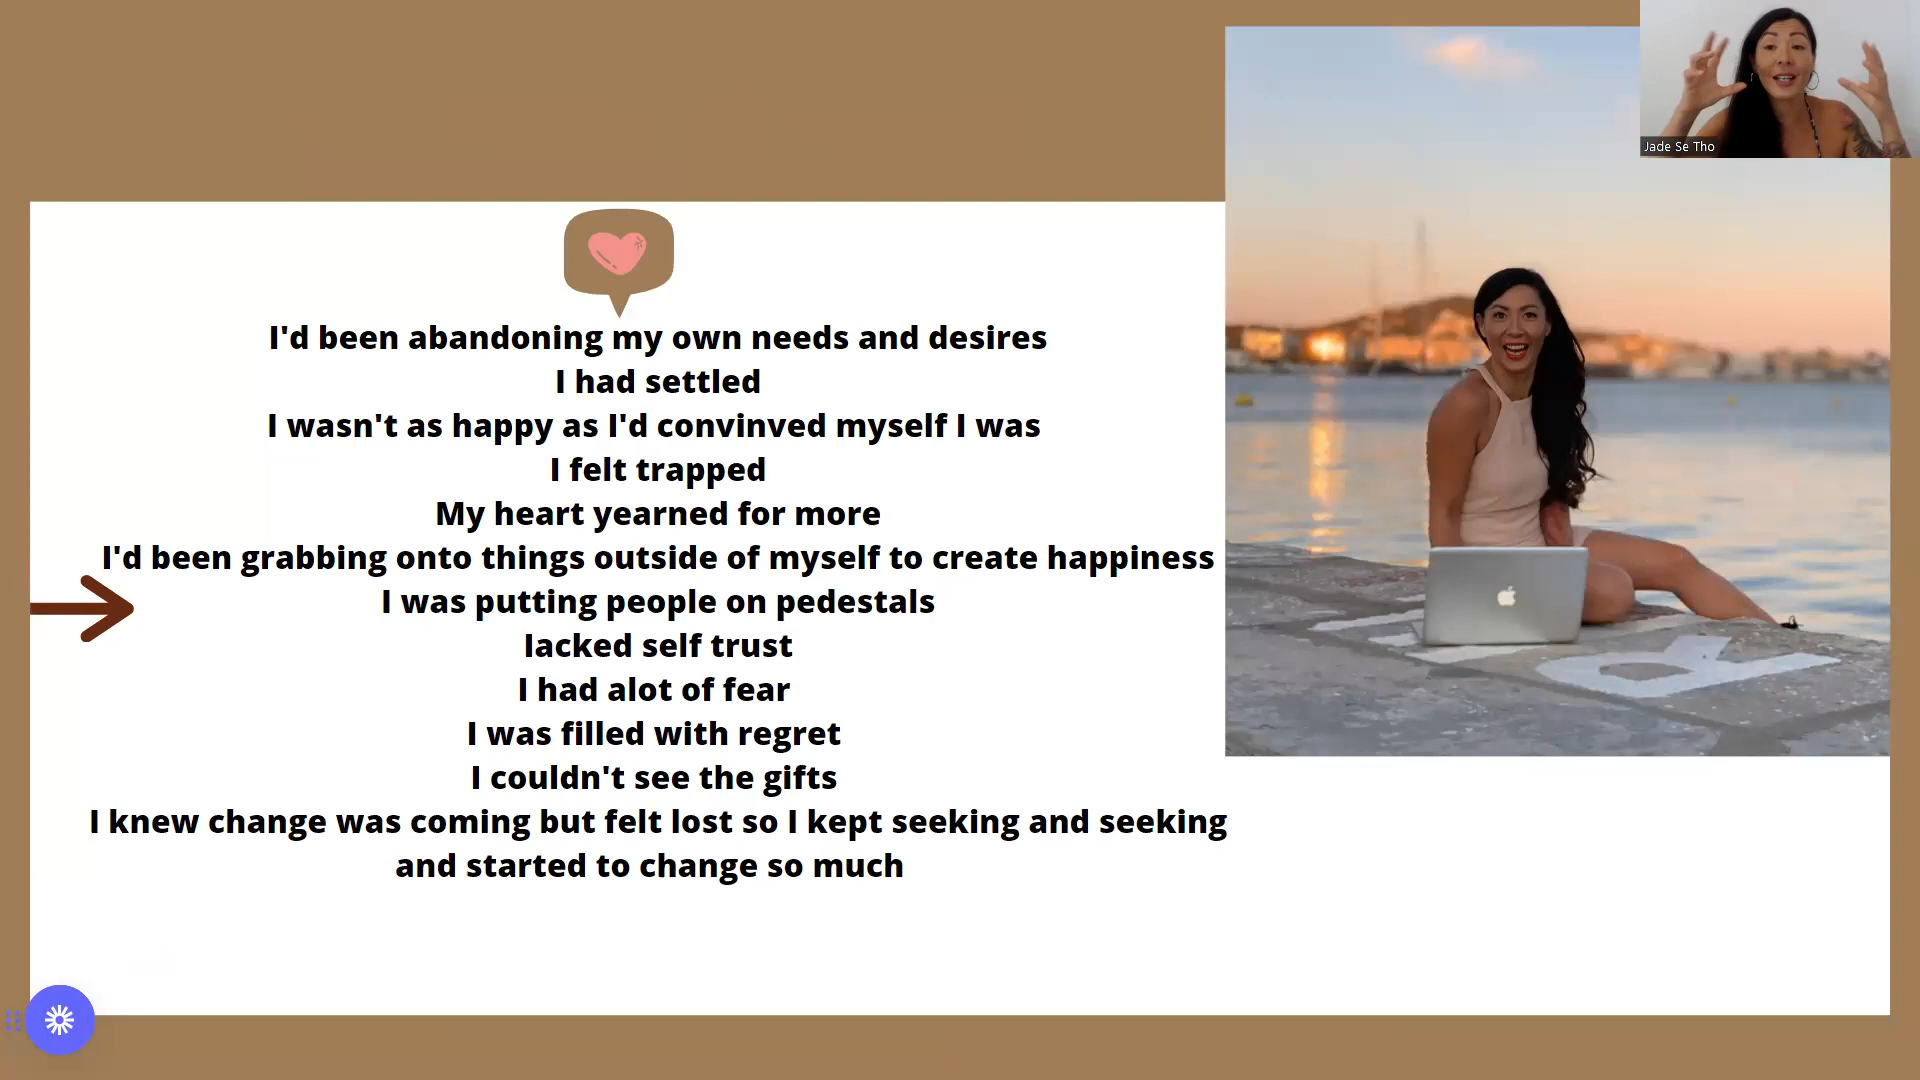 Jade Se Tho
I'd been abandoning my own needs and desires
I had settled
I wasn't as happy as I'd convinved myself I was
I felt trapped
My heart yearned for more
I'd been grabbing onto things outside of myself to create happiness
I was putting people on pedestals
lacked self trust
I had alot of fear
I was filled with regret
I couldn't see the gifts
I knew change was coming but felt lost so I kept seeking and seeking
and started to change so much